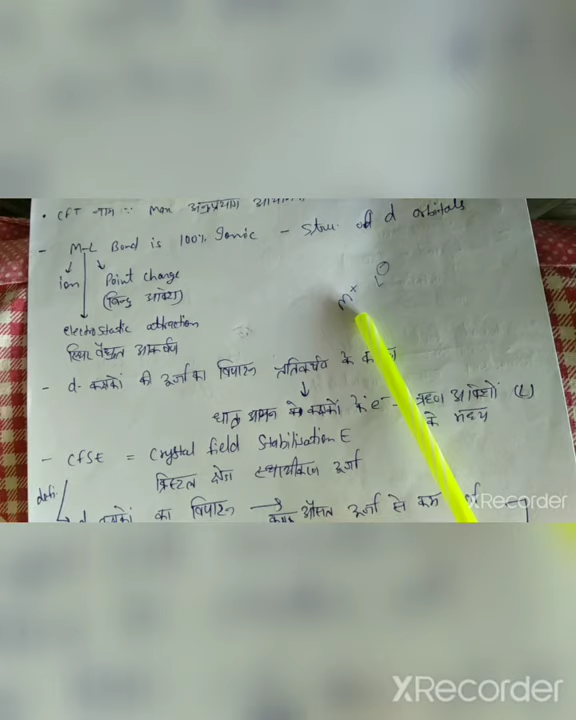 • CFT नाम ∵ Max अनुप्रयोग
- M-L Bond is 100% Ionic - Stru of d orbitals
ion Point Charge
(बिन्दु आवेश)
M+ L
electrostatic attraction
स्थिर वैद्युत आकर्षण
- d- कक्षकों की ऊर्जा का विपाटन प्रतिकर्षण के कारण
धातु आयन के कक्षकों के e- - ऋण आवेशों (L)
के मध्य
- CFSE = Crystal field Stabilisation E
क्रिस्टल क्षेत्र स्थायीकरण ऊर्जा
defi
d कक्षकों का विपाटन → औसत ऊर्जा से कम
XRecorder
XRecorder